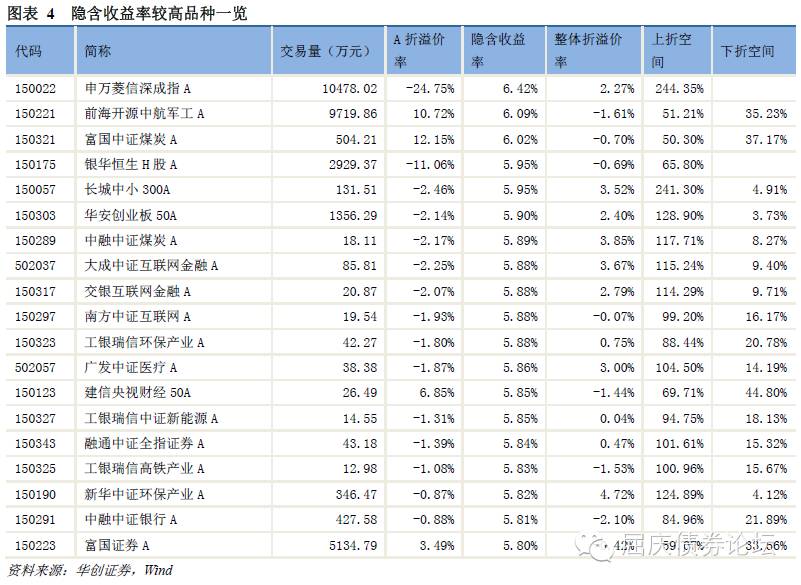 图表 4 隐含收益率较高品种一览
代码 简称 交易量（万元） A 折溢价率 隐含收益率 整体折溢价率 上折空间 下折空间
150022 申万菱信深成指 A 10478.02 -24.75% 6.42% 2.27% 244.35%
150221 前海开源中航军工 A 9719.86 10.72% 6.09% -1.61% 51.21% 35.23%
150321 富国中证煤炭 A 504.21 12.15% 6.02% -0.70% 50.30% 37.17%
150175 银华恒生 H 股 A 2929.37 -11.06% 5.95% -0.69% 65.80%
150057 长城中小 300A 131.51 -2.46% 5.95% 3.52% 241.30% 4.91%
150303 华安创业板 50A 1356.29 -2.14% 5.90% 2.40% 128.90% 3.73%
150289 中融中证煤炭 A 18.11 -2.17% 5.89% 3.85% 117.71% 8.27%
502037 大成中证互联网金融 A 85.81 -2.25% 5.88% 3.67% 115.24% 9.40%
150317 交银互联网金融 A 20.87 -2.07% 5.88% 2.79% 114.29% 9.71%
150297 南方中证互联网 A 19.54 -1.93% 5.88% -0.07% 99.20% 16.17%
150323 工银瑞信环保产业 A 42.27 -1.80% 5.88% 0.75% 88.44% 20.78%
502057 广发中证医疗 A 38.38 -1.87% 5.86% 3.00% 104.50% 14.19%
150123 建信央视财经 50A 26.49 6.85% 5.85% -1.44% 69.71% 44.80%
150327 工银瑞信中证新能源 A 14.55 -1.31% 5.85% 0.04% 94.75% 18.13%
150343 融通中证全指证券 A 43.18 -1.39% 5.84% 0.47% 101.61% 15.32%
150325 工银瑞信高铁产业 A 12.98 -1.08% 5.83% -1.53% 100.96% 15.67%
150190 新华中证环保产业 A 346.47 -0.87% 5.82% 4.72% 124.89% 4.12%
150291 中融中证银行 A 427.58 -0.88% 5.81% -2.10% 84.96% 21.89%
150223 富国证券 A 5134.79 3.49% 5.80%
屈庆债券论坛
资料来源：华创证券，Wind